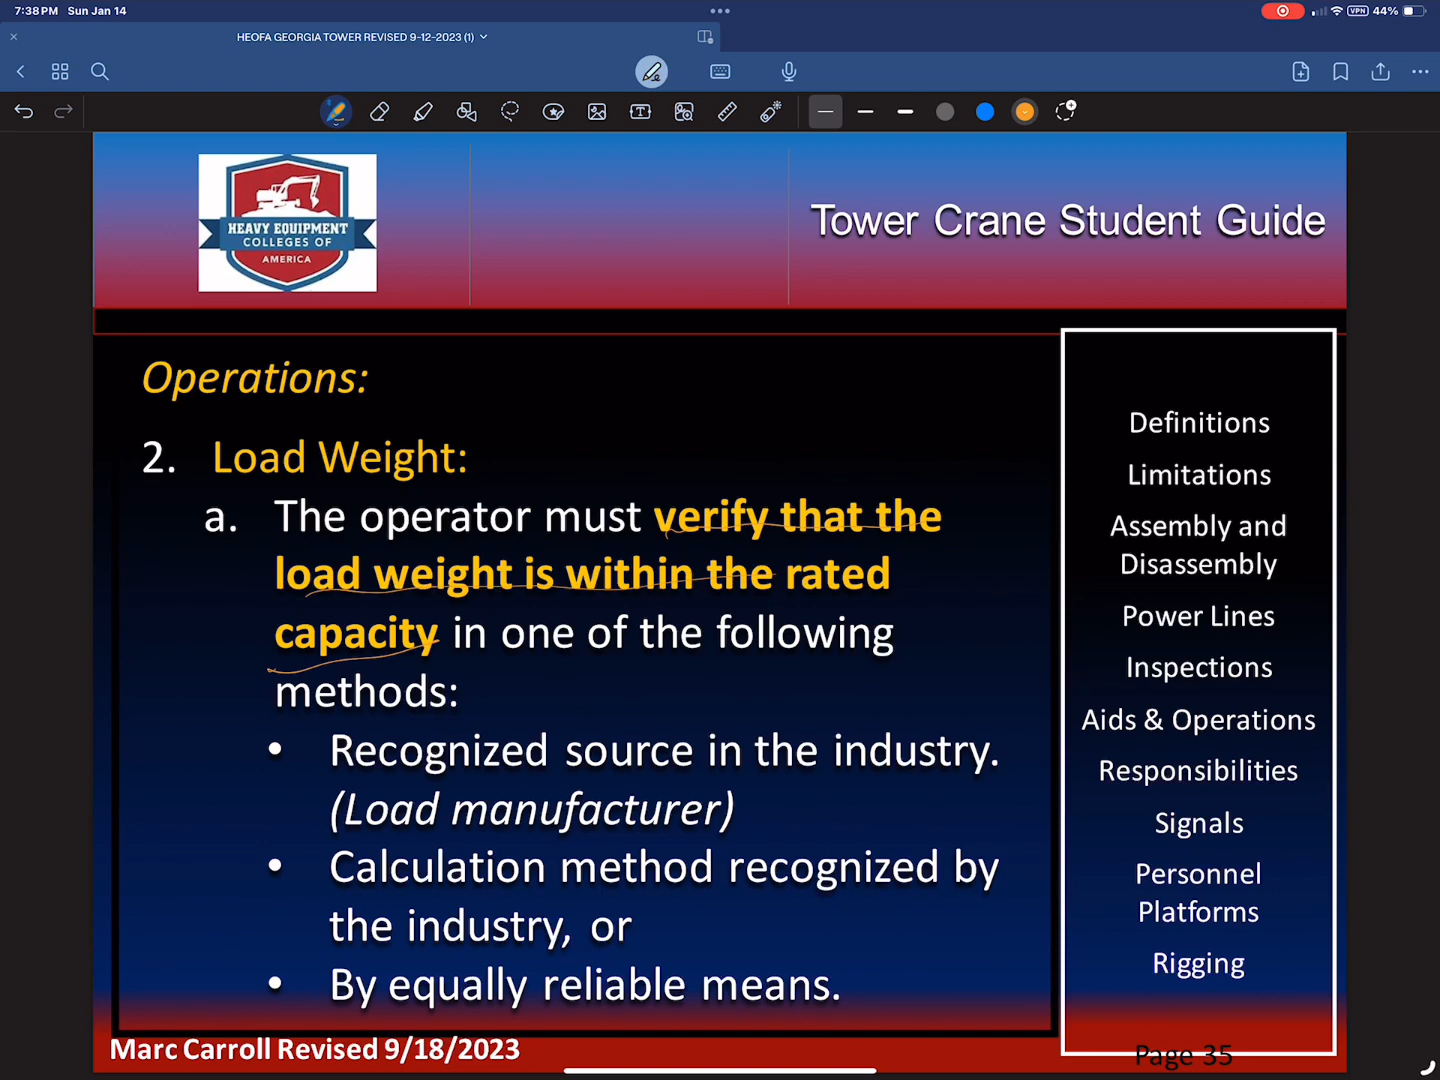 7:38 PM Sun Jan 14
VPN 44%
HEOFA GEORGIA TOWER REVISED 9-12-2023 (1)
HEAVY EQUIPMENT
COLLEGES OF
AMERICA
Tower Crane Student Guide
Operations:
2. Load Weight:
a. The operator must verify that the
load weight is within the rated
capacity in one of the following
methods:
• Recognized source in the industry.
(Load manufacturer)
• Calculation method recognized by
the industry, or
• By equally reliable means.
Definitions
Limitations
Assembly and
Disassembly
Power Lines
Inspections
Aids & Operations
Responsibilities
Signals
Personnel
Platforms
Rigging
Marc Carroll Revised 9/18/2023
Page 35